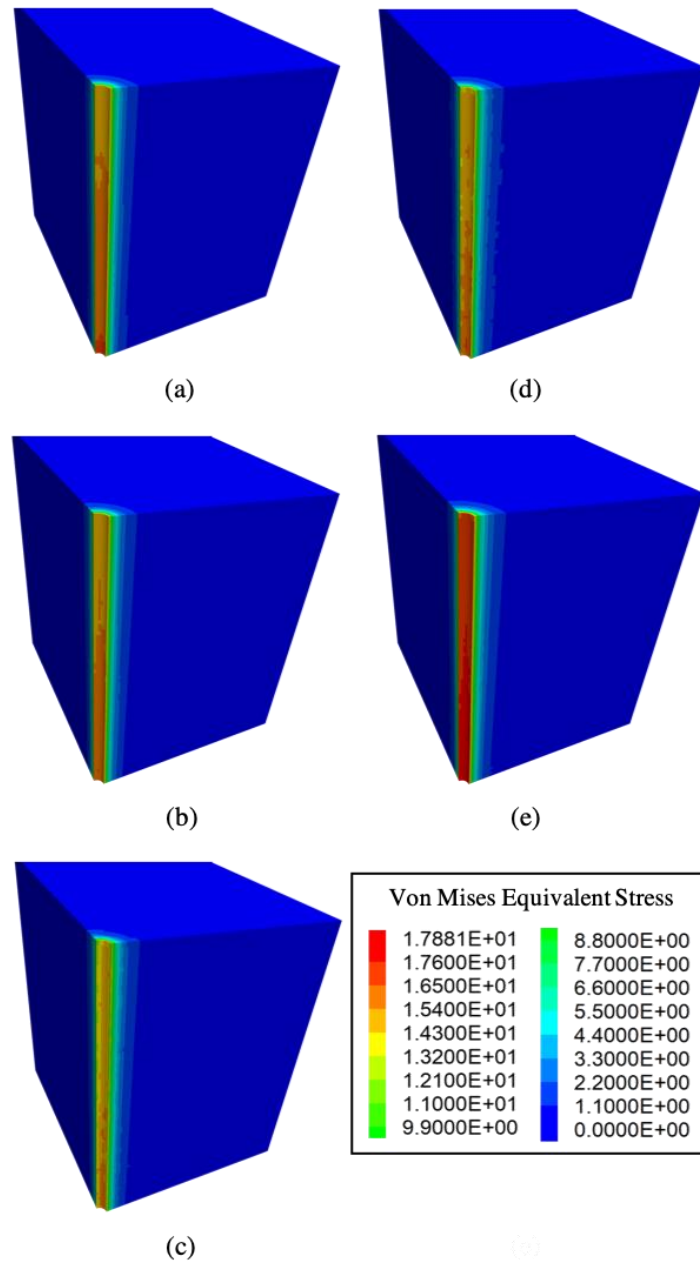 (a)
(d)
(b)
(e)
Von Mises Equivalent Stress
1.7881E+01 8.8000E+00
1.7600E+01 7.7000E+00
1.6500E+01 6.6000E+00
1.5400E+01 5.5000E+00
1.4300E+01 4.4000E+00
1.3200E+01 3.3000E+00
1.2100E+01 2.2000E+00
1.1000E+01 1.1000E+00
9.9000E+00 0.0000E+00
(c)